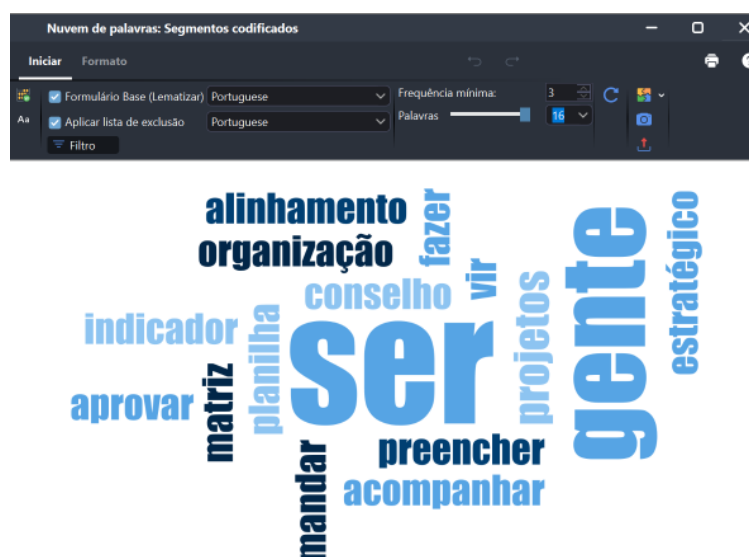 Nuvem de palavras: Segmentos codificados
Iniciar Formato
Formulário Base (Lematizar) Portuguese Frequência mínima: 3
Aa Aplicar lista de exclusão Portuguese Palavras 16
Filtro
alinhamento
fazer
estratégico
organização
gente
vir
conselho
projetos
indicador
planilha
ser
matriz
aprovar
preencher
mandar
acompanhar